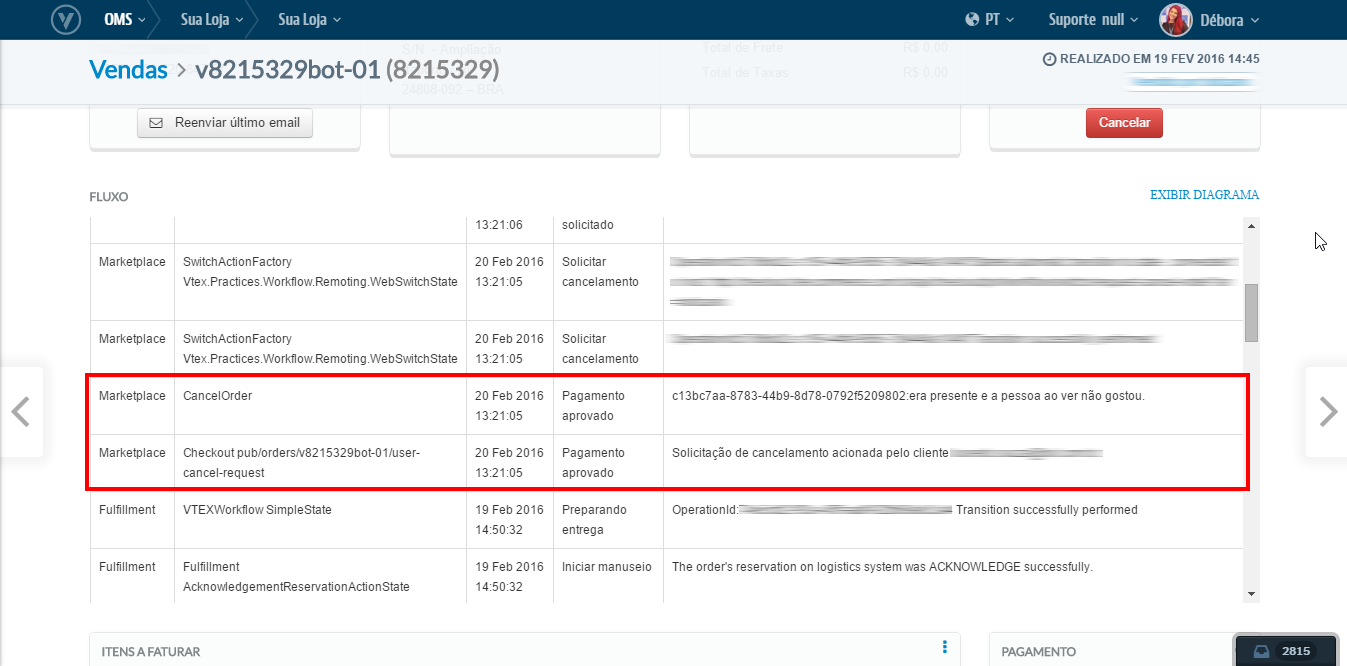 OMS
Sua Loja
Sua Loja
PT
Suporte null
Débora
S/N - Ampliação
24808-092 – BRA
Total de Frete R$ 0,00
Total de Taxas R$ 0,00
Vendas > v8215329bot-01 (8215329)
REALIZADO EM 19 FEV 2016 14:45
Reenviar último email
Cancelar
FLUXO
EXIBIR DIAGRAMA
13:21:06 solicitado
Marketplace SwitchActionFactory 20 Feb 2016 Solicitar
Vtex.Practices.Workflow.Remoting.WebSwitchState 13:21:05 cancelamento
Marketplace SwitchActionFactory 20 Feb 2016 Solicitar
Vtex.Practices.Workflow.Remoting.WebSwitchState 13:21:05 cancelamento
Marketplace CancelOrder 20 Feb 2016 Pagamento c13bc7aa-8783-44b9-8d78-0792f5209802:era presente e a pessoa ao ver não gostou.
13:21:05 aprovado
Marketplace Checkout pub/orders/v8215329bot-01/user- 20 Feb 2016 Pagamento Solicitação de cancelamento acionada pelo cliente
cancel-request 13:21:05 aprovado
Fulfillment VTEXWorkflow SimpleState 19 Feb 2016 Preparando OperationId: Transition successfully performed
14:50:32 entrega
Fulfillment Fulfillment 19 Feb 2016 Iniciar manuseio The order's reservation on logistics system was ACKNOWLEDGE successfully.
AcknowledgementReservationActionState 14:50:32
ITENS A FATURAR
PAGAMENTO
2815